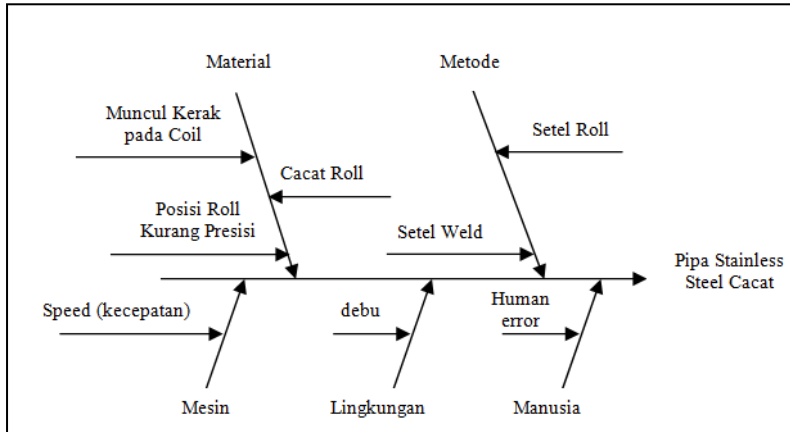 Material
Metode
Muncul Kerak
pada Coil
Setel Roll
Cacat Roll
Posisi Roll
Kurang Presisi
Setel Weld
Pipa Stainless
Steel Cacat
Speed (kecepatan)
debu
Human
error
Mesin
Lingkungan
Manusia